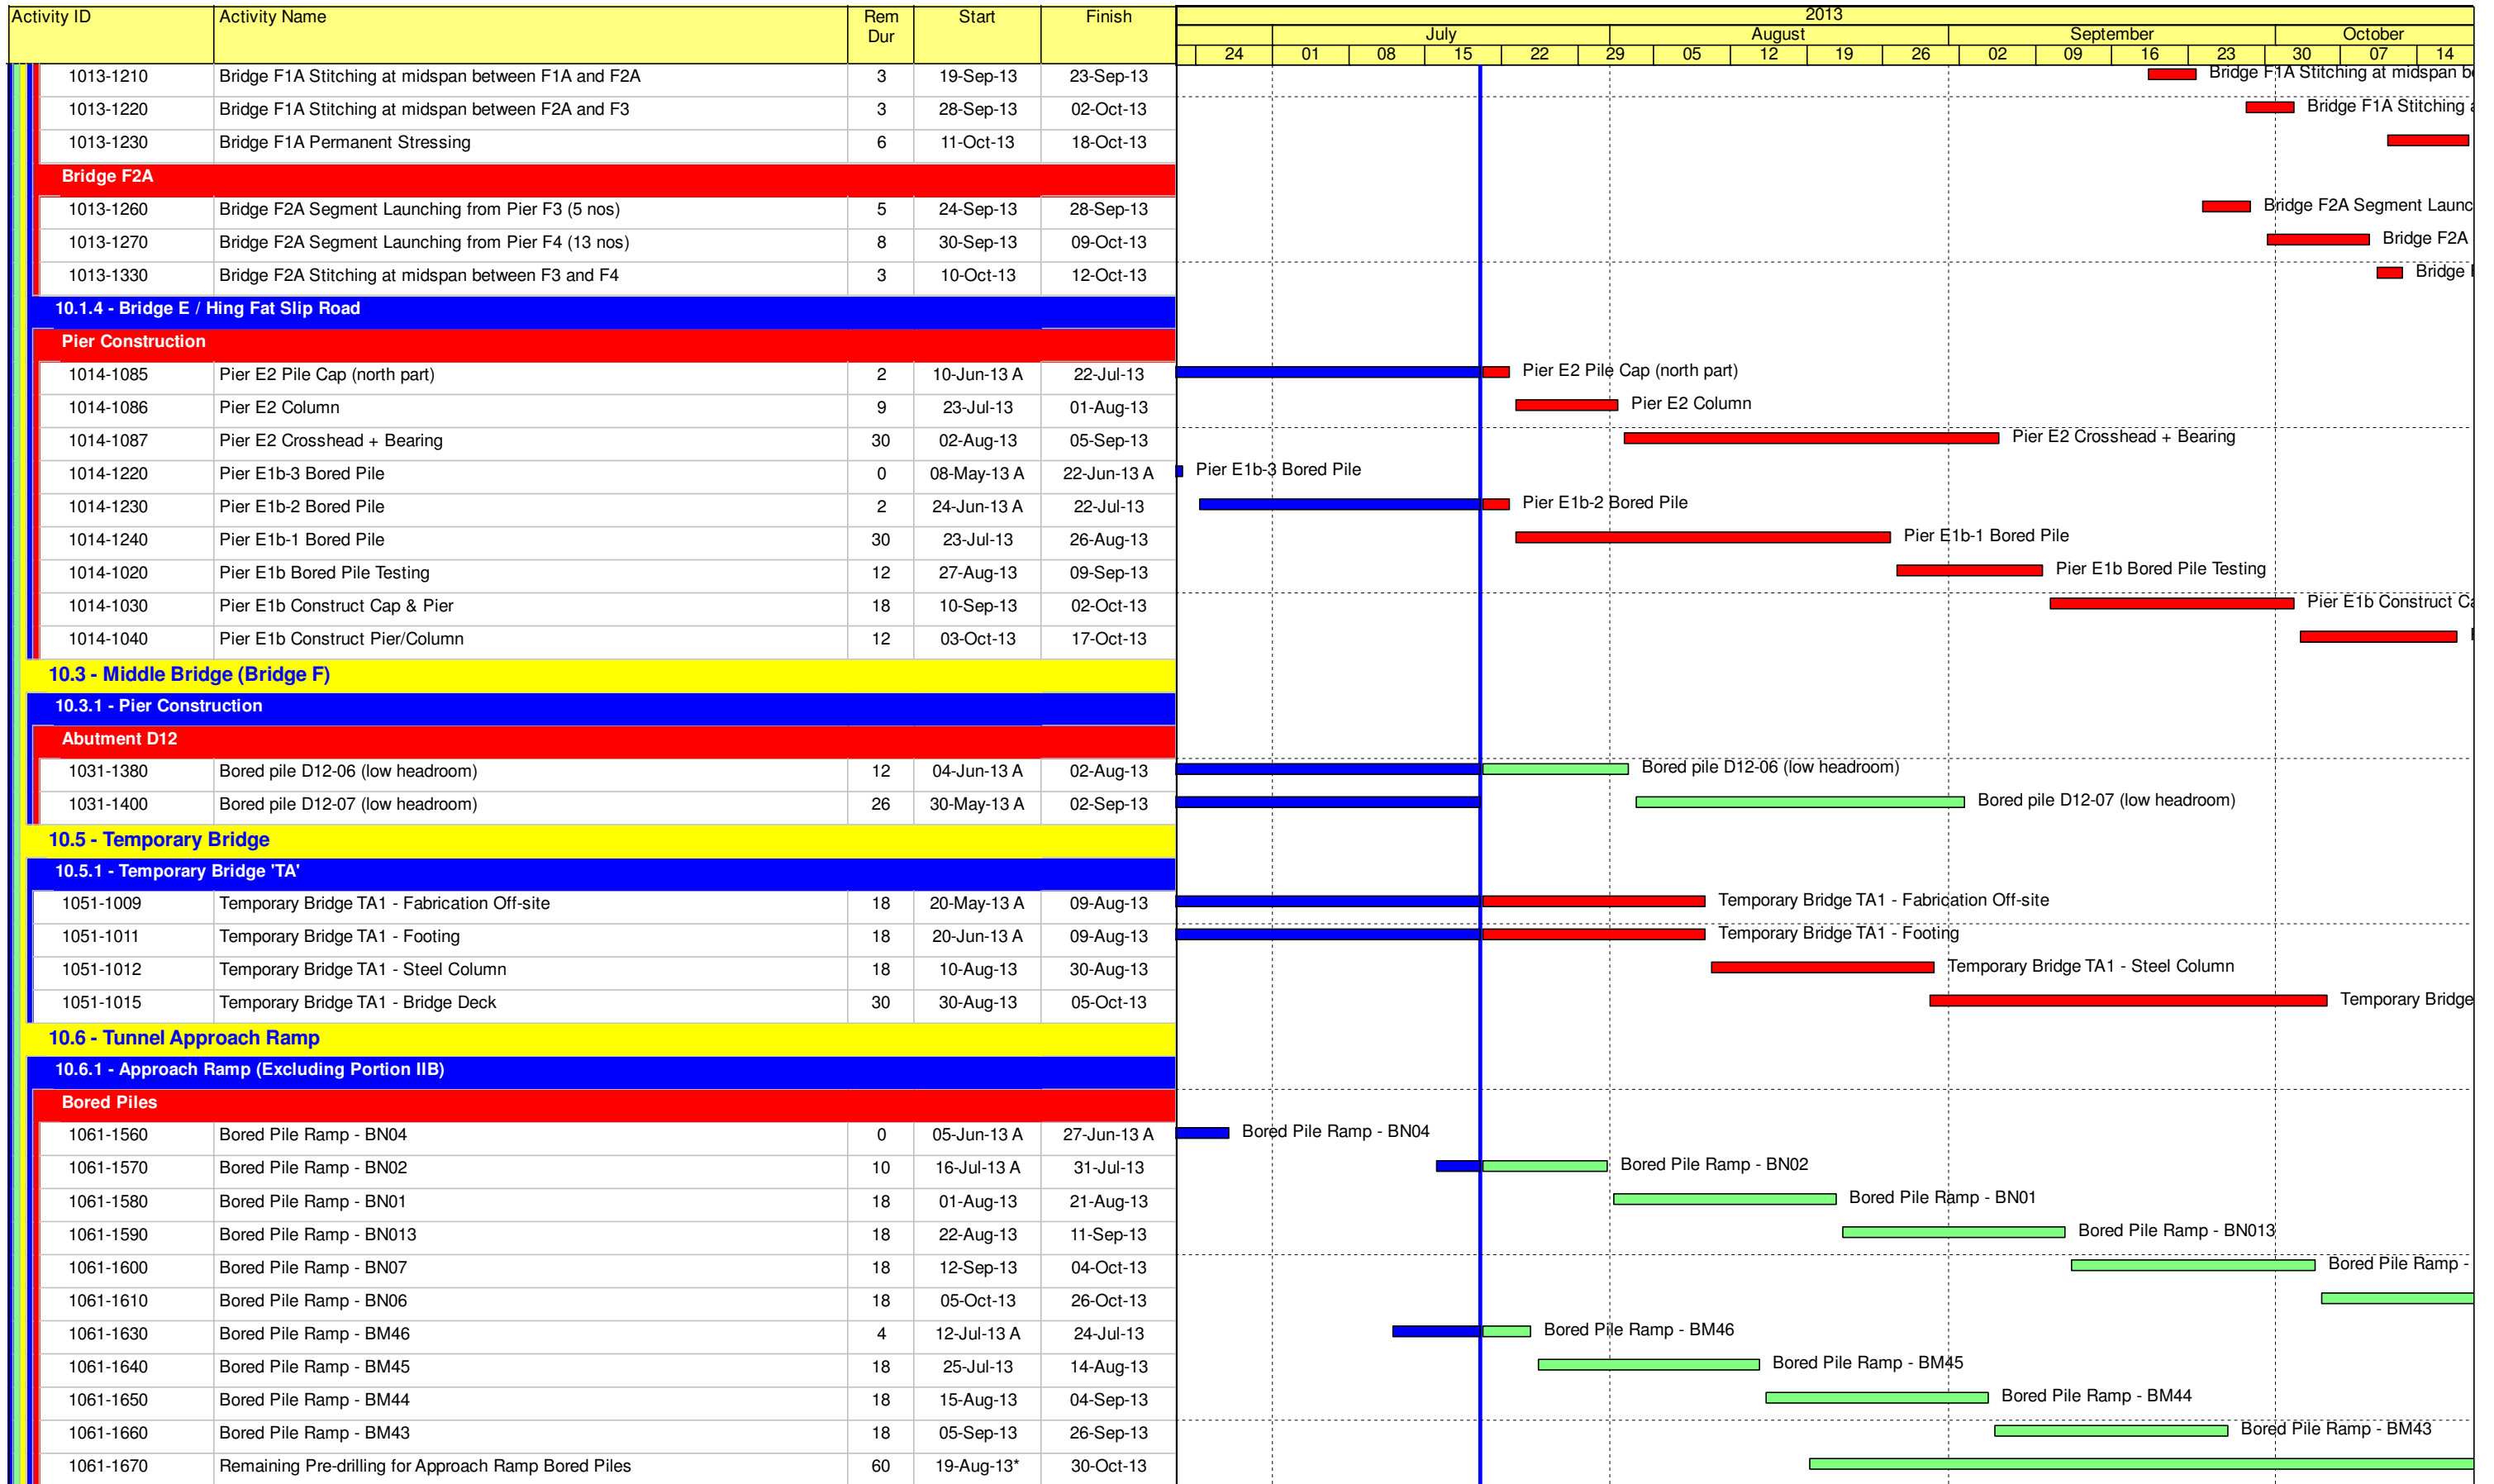 Activity ID Activity Name Rem Dur Start Finish 2013
July August September October
24 01 08 15 22 29 05 12 19 26 02 09 16 23 30 07 14
1013-1210 Bridge F1A Stitching at midspan between F1A and F2A 3 19-Sep-13 23-Sep-13 Bridge F1A Stitching at midspan b
1013-1220 Bridge F1A Stitching at midspan between F2A and F3 3 28-Sep-13 02-Oct-13 Bridge F1A Stitching
1013-1230 Bridge F1A Permanent Stressing 6 11-Oct-13 18-Oct-13
Bridge F2A
1013-1260 Bridge F2A Segment Launching from Pier F3 (5 nos) 5 24-Sep-13 28-Sep-13 Bridge F2A Segment Launc
1013-1270 Bridge F2A Segment Launching from Pier F4 (13 nos) 8 30-Sep-13 09-Oct-13 Bridge F2A
1013-1330 Bridge F2A Stitching at midspan between F3 and F4 3 10-Oct-13 12-Oct-13 Bridge
10.1.4 - Bridge E / Hing Fat Slip Road
Pier Construction
1014-1085 Pier E2 Pile Cap (north part) 2 10-Jun-13 A 22-Jul-13 Pier E2 Pile Cap (north part)
1014-1086 Pier E2 Column 9 23-Jul-13 01-Aug-13 Pier E2 Column
1014-1087 Pier E2 Crosshead + Bearing 30 02-Aug-13 05-Sep-13 Pier E2 Crosshead + Bearing
1014-1220 Pier E1b-3 Bored Pile 0 08-May-13 A 22-Jun-13 A Pier E1b-3 Bored Pile
1014-1230 Pier E1b-2 Bored Pile 2 24-Jun-13 A 22-Jul-13 Pier E1b-2 Bored Pile
1014-1240 Pier E1b-1 Bored Pile 30 23-Jul-13 26-Aug-13 Pier E1b-1 Bored Pile
1014-1020 Pier E1b Bored Pile Testing 12 27-Aug-13 09-Sep-13 Pier E1b Bored Pile Testing
1014-1030 Pier E1b Construct Cap & Pier 18 10-Sep-13 02-Oct-13 Pier E1b Construct Ca
1014-1040 Pier E1b Construct Pier/Column 12 03-Oct-13 17-Oct-13
10.3 - Middle Bridge (Bridge F)
10.3.1 - Pier Construction
Abutment D12
1031-1380 Bored pile D12-06 (low headroom) 12 04-Jun-13 A 02-Aug-13 Bored pile D12-06 (low headroom)
1031-1400 Bored pile D12-07 (low headroom) 26 30-May-13 A 02-Sep-13 Bored pile D12-07 (low headroom)
10.5 - Temporary Bridge
10.5.1 - Temporary Bridge 'TA'
1051-1009 Temporary Bridge TA1 - Fabrication Off-site 18 20-May-13 A 09-Aug-13 Temporary Bridge TA1 - Fabrication Off-site
1051-1011 Temporary Bridge TA1 - Footing 18 20-Jun-13 A 09-Aug-13 Temporary Bridge TA1 - Footing
1051-1012 Temporary Bridge TA1 - Steel Column 18 10-Aug-13 30-Aug-13 Temporary Bridge TA1 - Steel Column
1051-1015 Temporary Bridge TA1 - Bridge Deck 30 30-Aug-13 05-Oct-13 Temporary Bridge
10.6 - Tunnel Approach Ramp
10.6.1 - Approach Ramp (Excluding Portion IIB)
Bored Piles
1061-1560 Bored Pile Ramp - BN04 0 05-Jun-13 A 27-Jun-13 A Bored Pile Ramp - BN04
1061-1570 Bored Pile Ramp - BN02 10 16-Jul-13 A 31-Jul-13 Bored Pile Ramp - BN02
1061-1580 Bored Pile Ramp - BN01 18 01-Aug-13 21-Aug-13 Bored Pile Ramp - BN01
1061-1590 Bored Pile Ramp - BN013 18 22-Aug-13 11-Sep-13 Bored Pile Ramp - BN013
1061-1600 Bored Pile Ramp - BN07 18 12-Sep-13 04-Oct-13 Bored Pile Ramp -
1061-1610 Bored Pile Ramp - BN06 18 05-Oct-13 26-Oct-13
1061-1630 Bored Pile Ramp - BM46 4 12-Jul-13 A 24-Jul-13 Bored Pile Ramp - BM46
1061-1640 Bored Pile Ramp - BM45 18 25-Jul-13 14-Aug-13 Bored Pile Ramp - BM45
1061-1650 Bored Pile Ramp - BM44 18 15-Aug-13 04-Sep-13 Bored Pile Ramp - BM44
1061-1660 Bored Pile Ramp - BM43 18 05-Sep-13 26-Sep-13 Bored Pile Ramp - BM43
1061-1670 Remaining Pre-drilling for Approach Ramp Bored Piles 60 19-Aug-13* 30-Oct-13